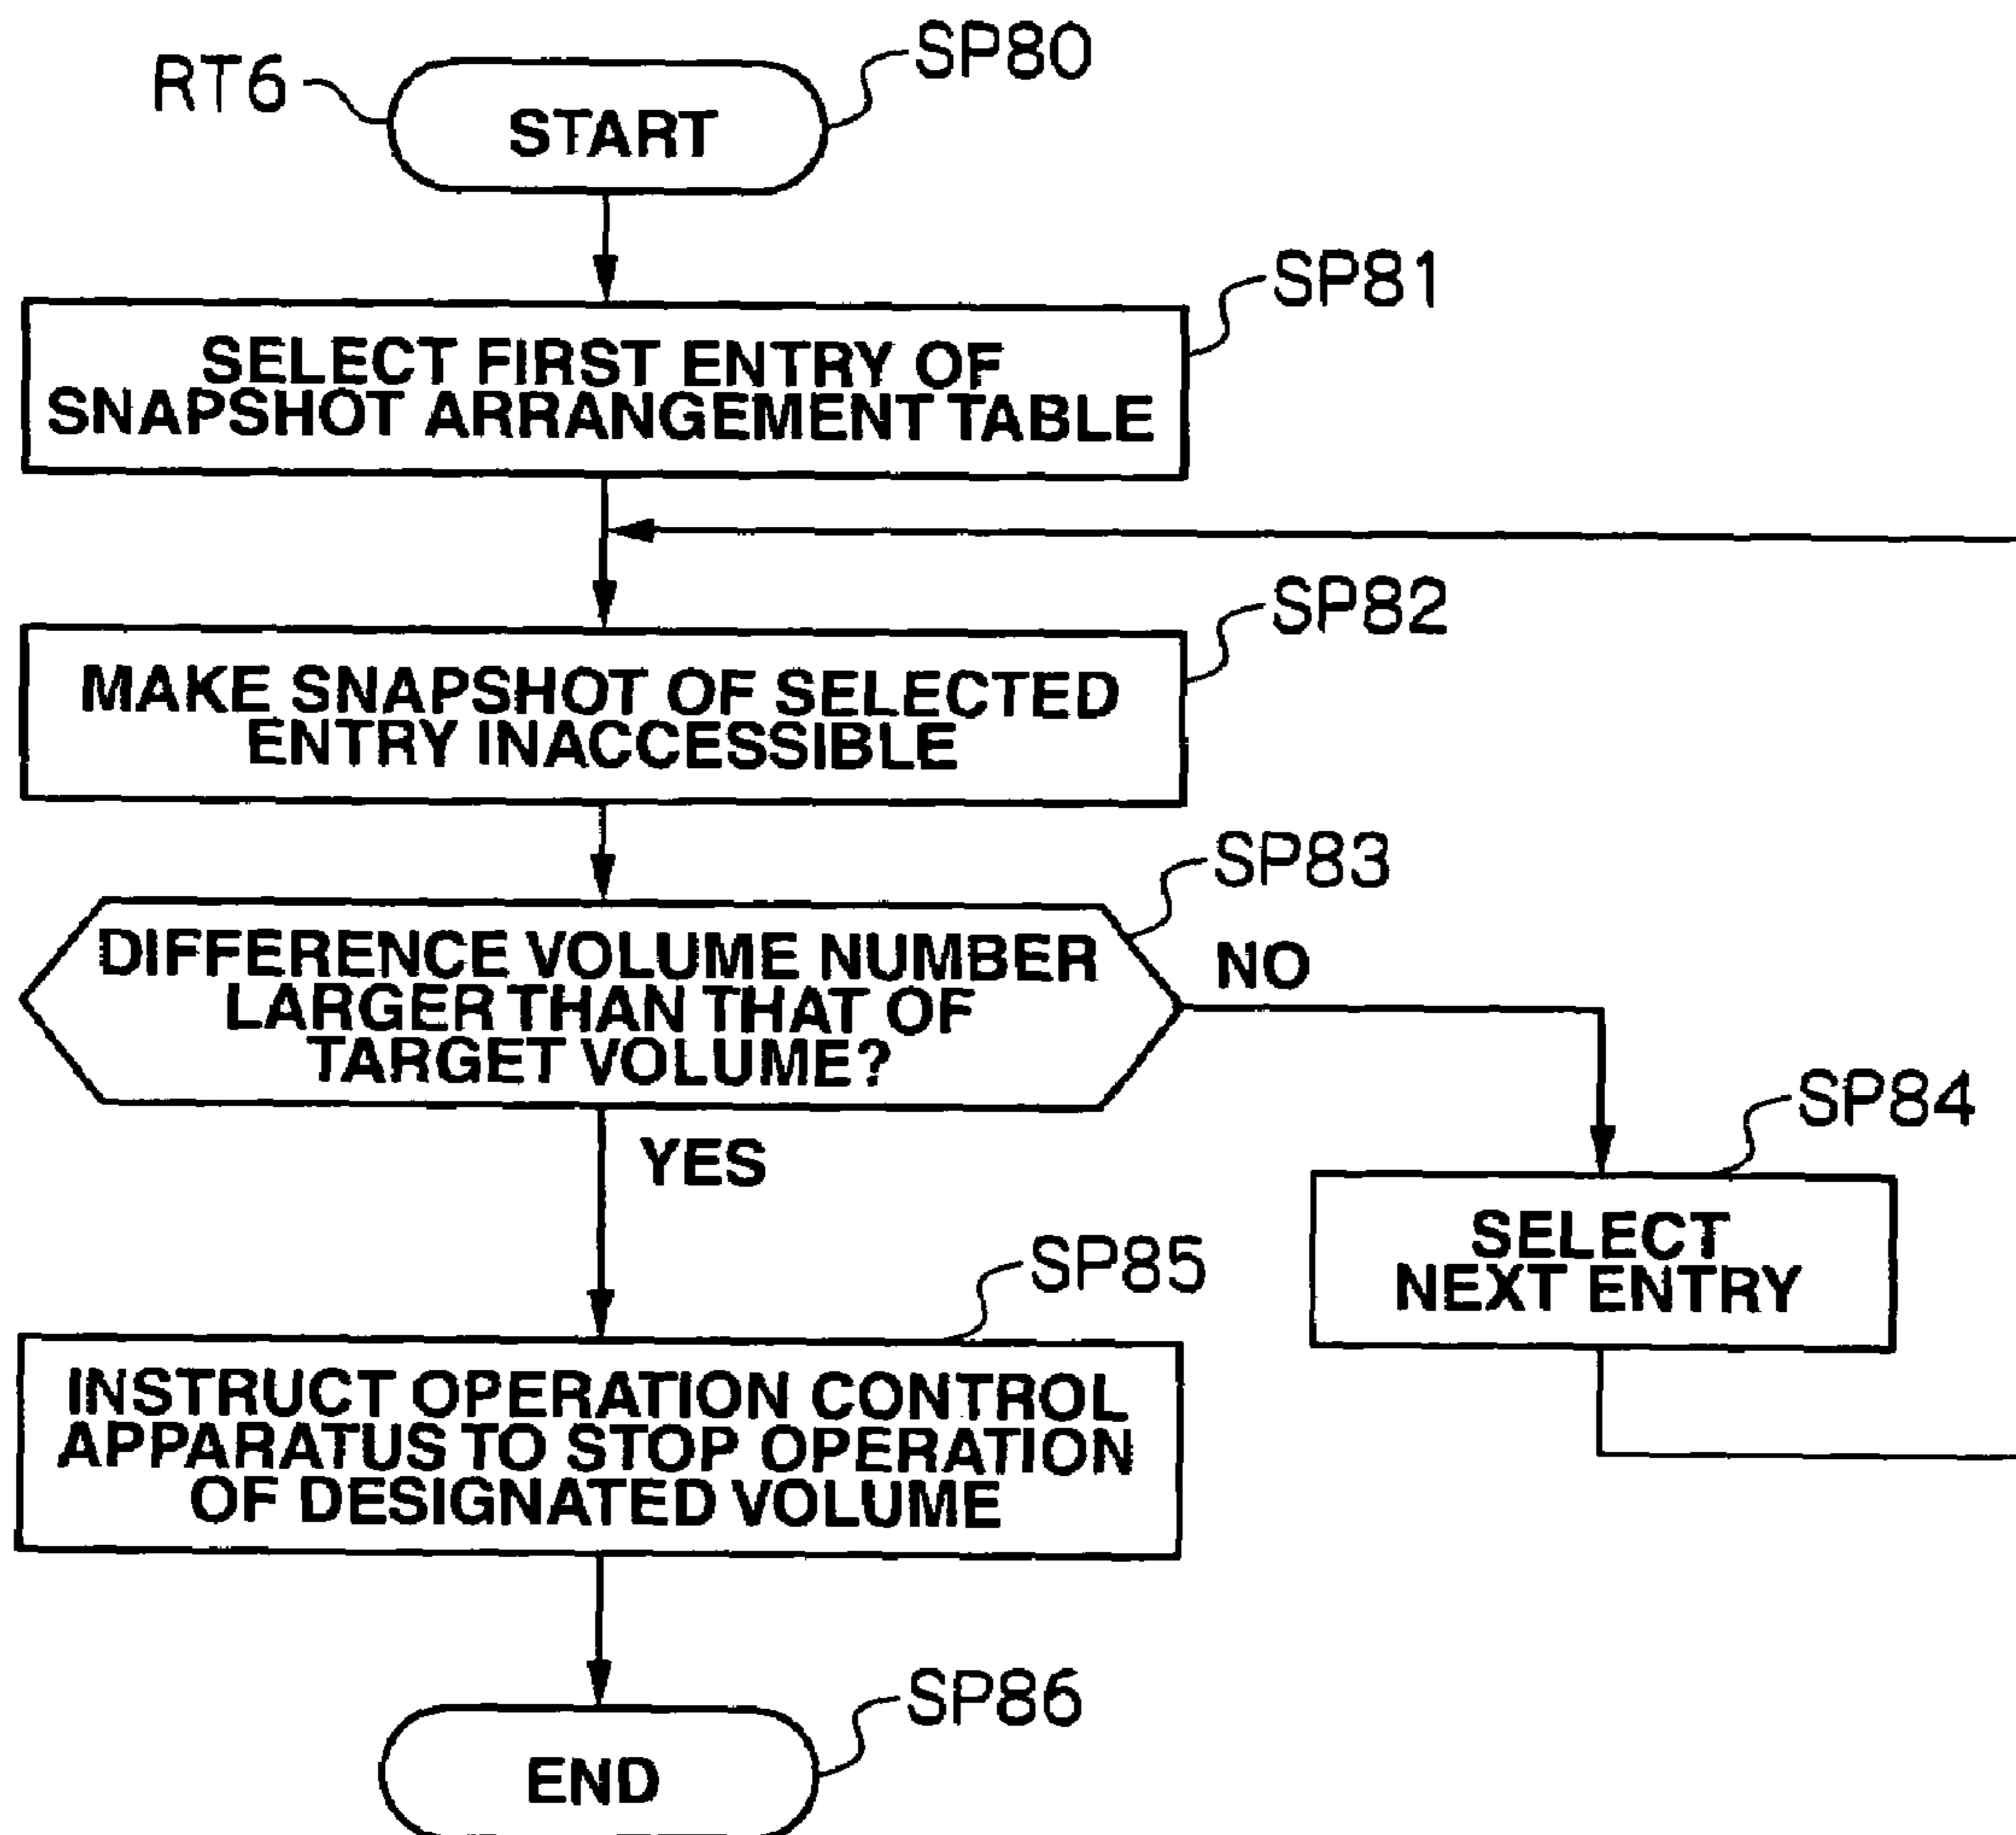 RT6
SP80
START
SP81
SELECT FIRST ENTRY OF
SNAPSHOT ARRANGEMENT TABLE
SP82
MAKE SNAPSHOT OF SELECTED
ENTRY INACCESSIBLE
SP83
DIFFERENCE VOLUME NUMBER
LARGER THAN THAT OF
TARGET VOLUME?
NO
YES
SP84
SELECT
NEXT ENTRY
SP85
INSTRUCT OPERATION CONTROL
APPARATUS TO STOP OPERATION
OF DESIGNATED VOLUME
SP86
END